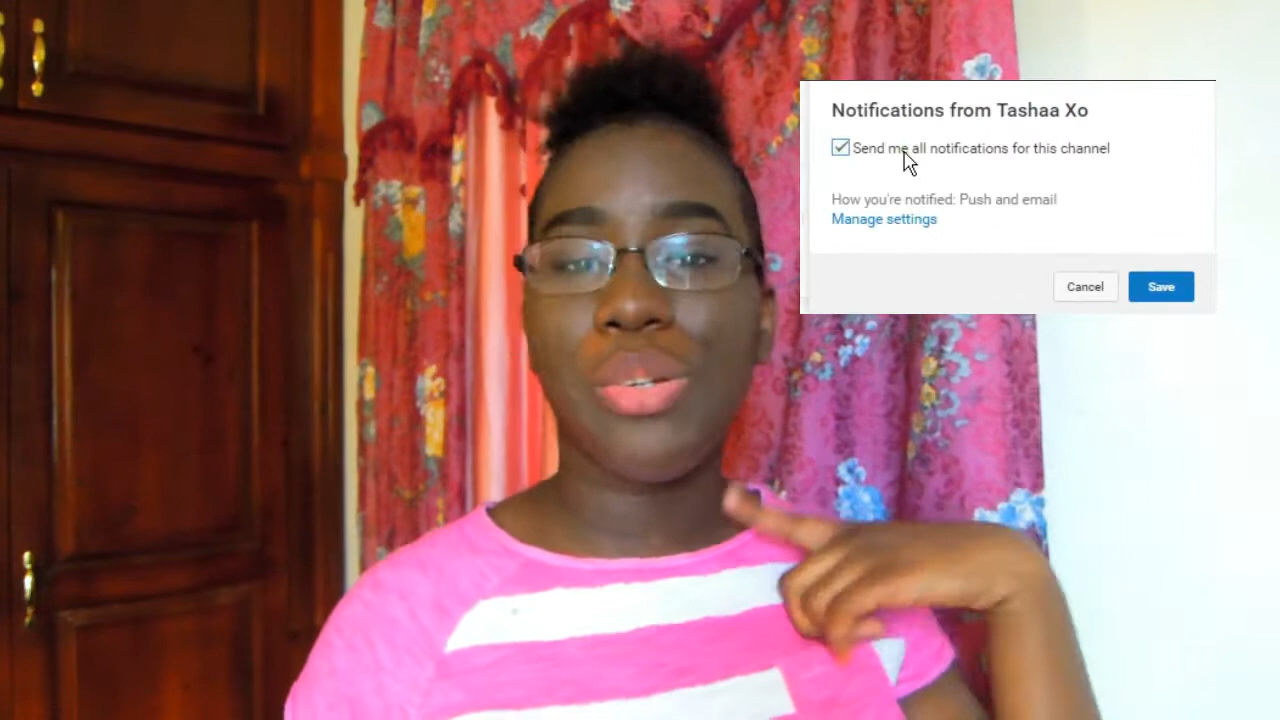 Notifications from Tashaa Xo
Send me all notifications for this channel
How you're notified: Push and email
Manage settings
Cancel
Save